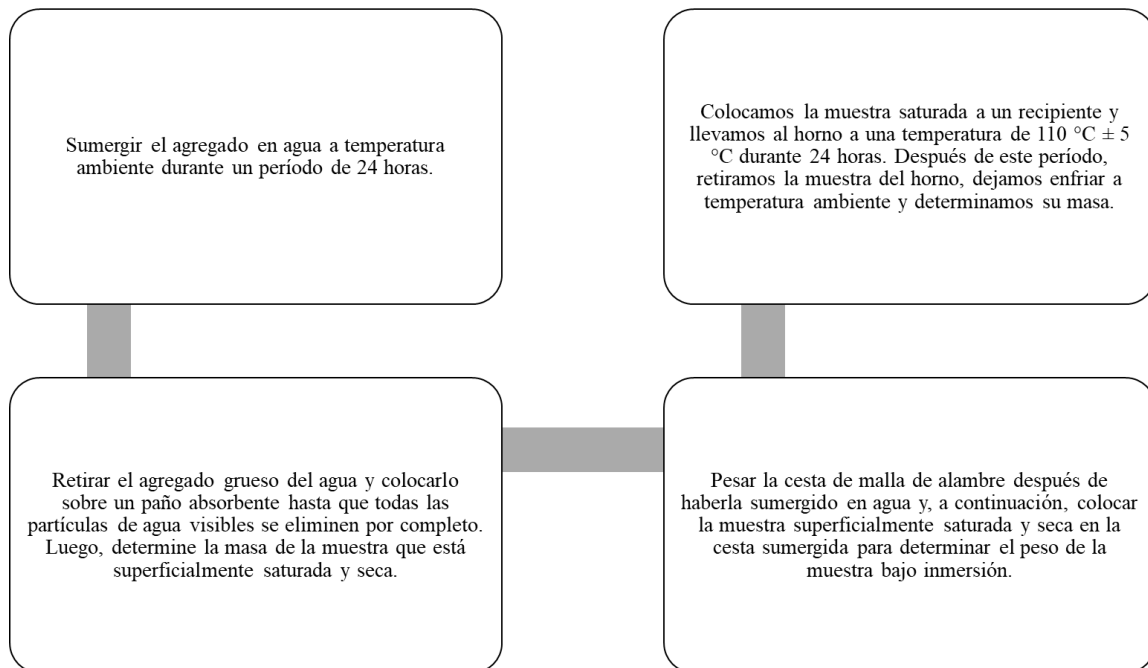 Sumergir el agregado en agua a temperatura
ambiente durante un período de 24 horas.
Retirar el agregado grueso del agua y colocarlo
sobre un paño absorbente hasta que todas las
partículas de agua visibles se eliminen por completo.
Luego, determine la masa de la muestra que está
superficialmente saturada y seca.
Pesar la cesta de malla de alambre después de
haberla sumergido en agua y, a continuación, colocar
la muestra superficialmente saturada y seca en la
cesta sumergida para determinar el peso de la
muestra bajo inmersión.
Colocamos la muestra saturada a un recipiente y
llevamos al horno a una temperatura de 110 °C ± 5
°C durante 24 horas. Después de este período,
retiramos la muestra del horno, dejamos enfriar a
temperatura ambiente y determinamos su masa.